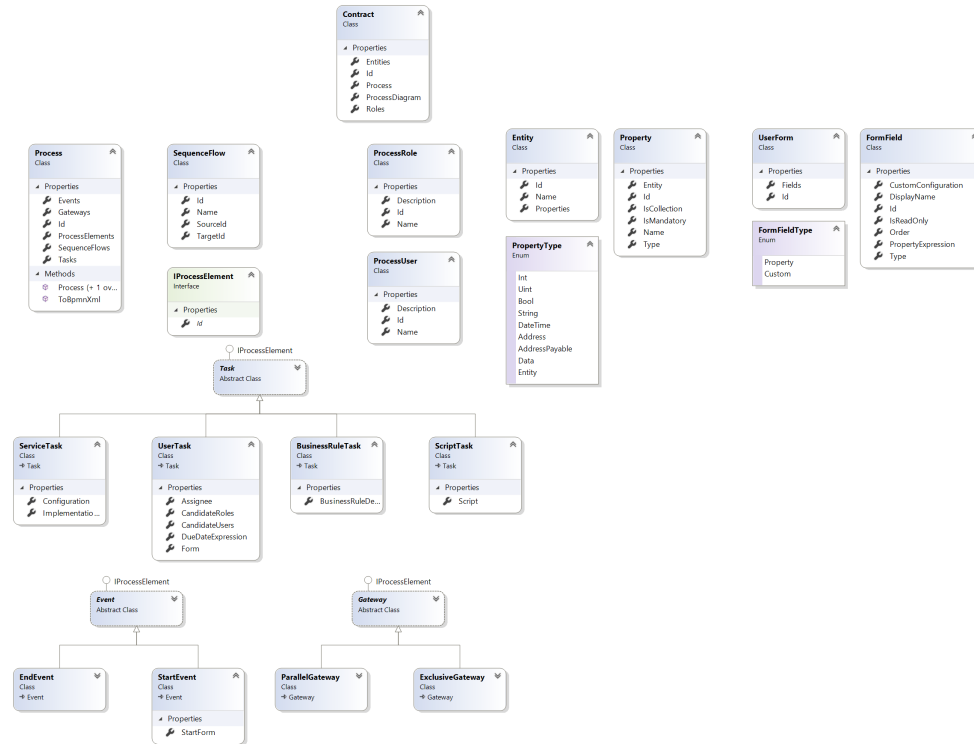 Contract
Class
Properties
Entities
Id
Process
ProcessDiagram
Roles
Process
Class
Properties
Events
Gateways
Id
ProcessElements
SequenceFlows
Tasks
Methods
Process (+ 1 ov...
ToBpmnXml
SequenceFlow
Class
Properties
Id
Name
SourceId
TargetId
IProcessElement
Interface
Properties
Id
ProcessRole
Class
Properties
Description
Id
Name
ProcessUser
Class
Properties
Description
Id
Name
Entity
Class
Properties
Id
Name
Properties
PropertyType
Enum
Int
Uint
Bool
String
DateTime
Address
AddressPayable
Data
Entity
Property
Class
Properties
Entity
Id
IsCollection
IsMandatory
Name
Type
UserForm
Class
Properties
Fields
Id
FormFieldType
Enum
Property
Custom
FormField
Class
Properties
CustomConfiguration
DisplayName
Id
IsReadOnly
Order
PropertyExpression
Type
IProcessElement
Task
Abstract Class
ServiceTask
Class
Task
Properties
Configuration
Implementatio...
UserTask
Class
Task
Properties
Assignee
CandidateRoles
CandidateUsers
DueDateExpression
Form
BusinessRuleTask
Class
Task
Properties
BusinessRuleDe...
ScriptTask
Class
Task
Properties
Script
IProcessElement
Event
Abstract Class
EndEvent
Class
Event
StartEvent
Class
Event
Properties
StartForm
IProcessElement
Gateway
Abstract Class
ParallelGateway
Class
Gateway
ExclusiveGateway
Class
Gateway